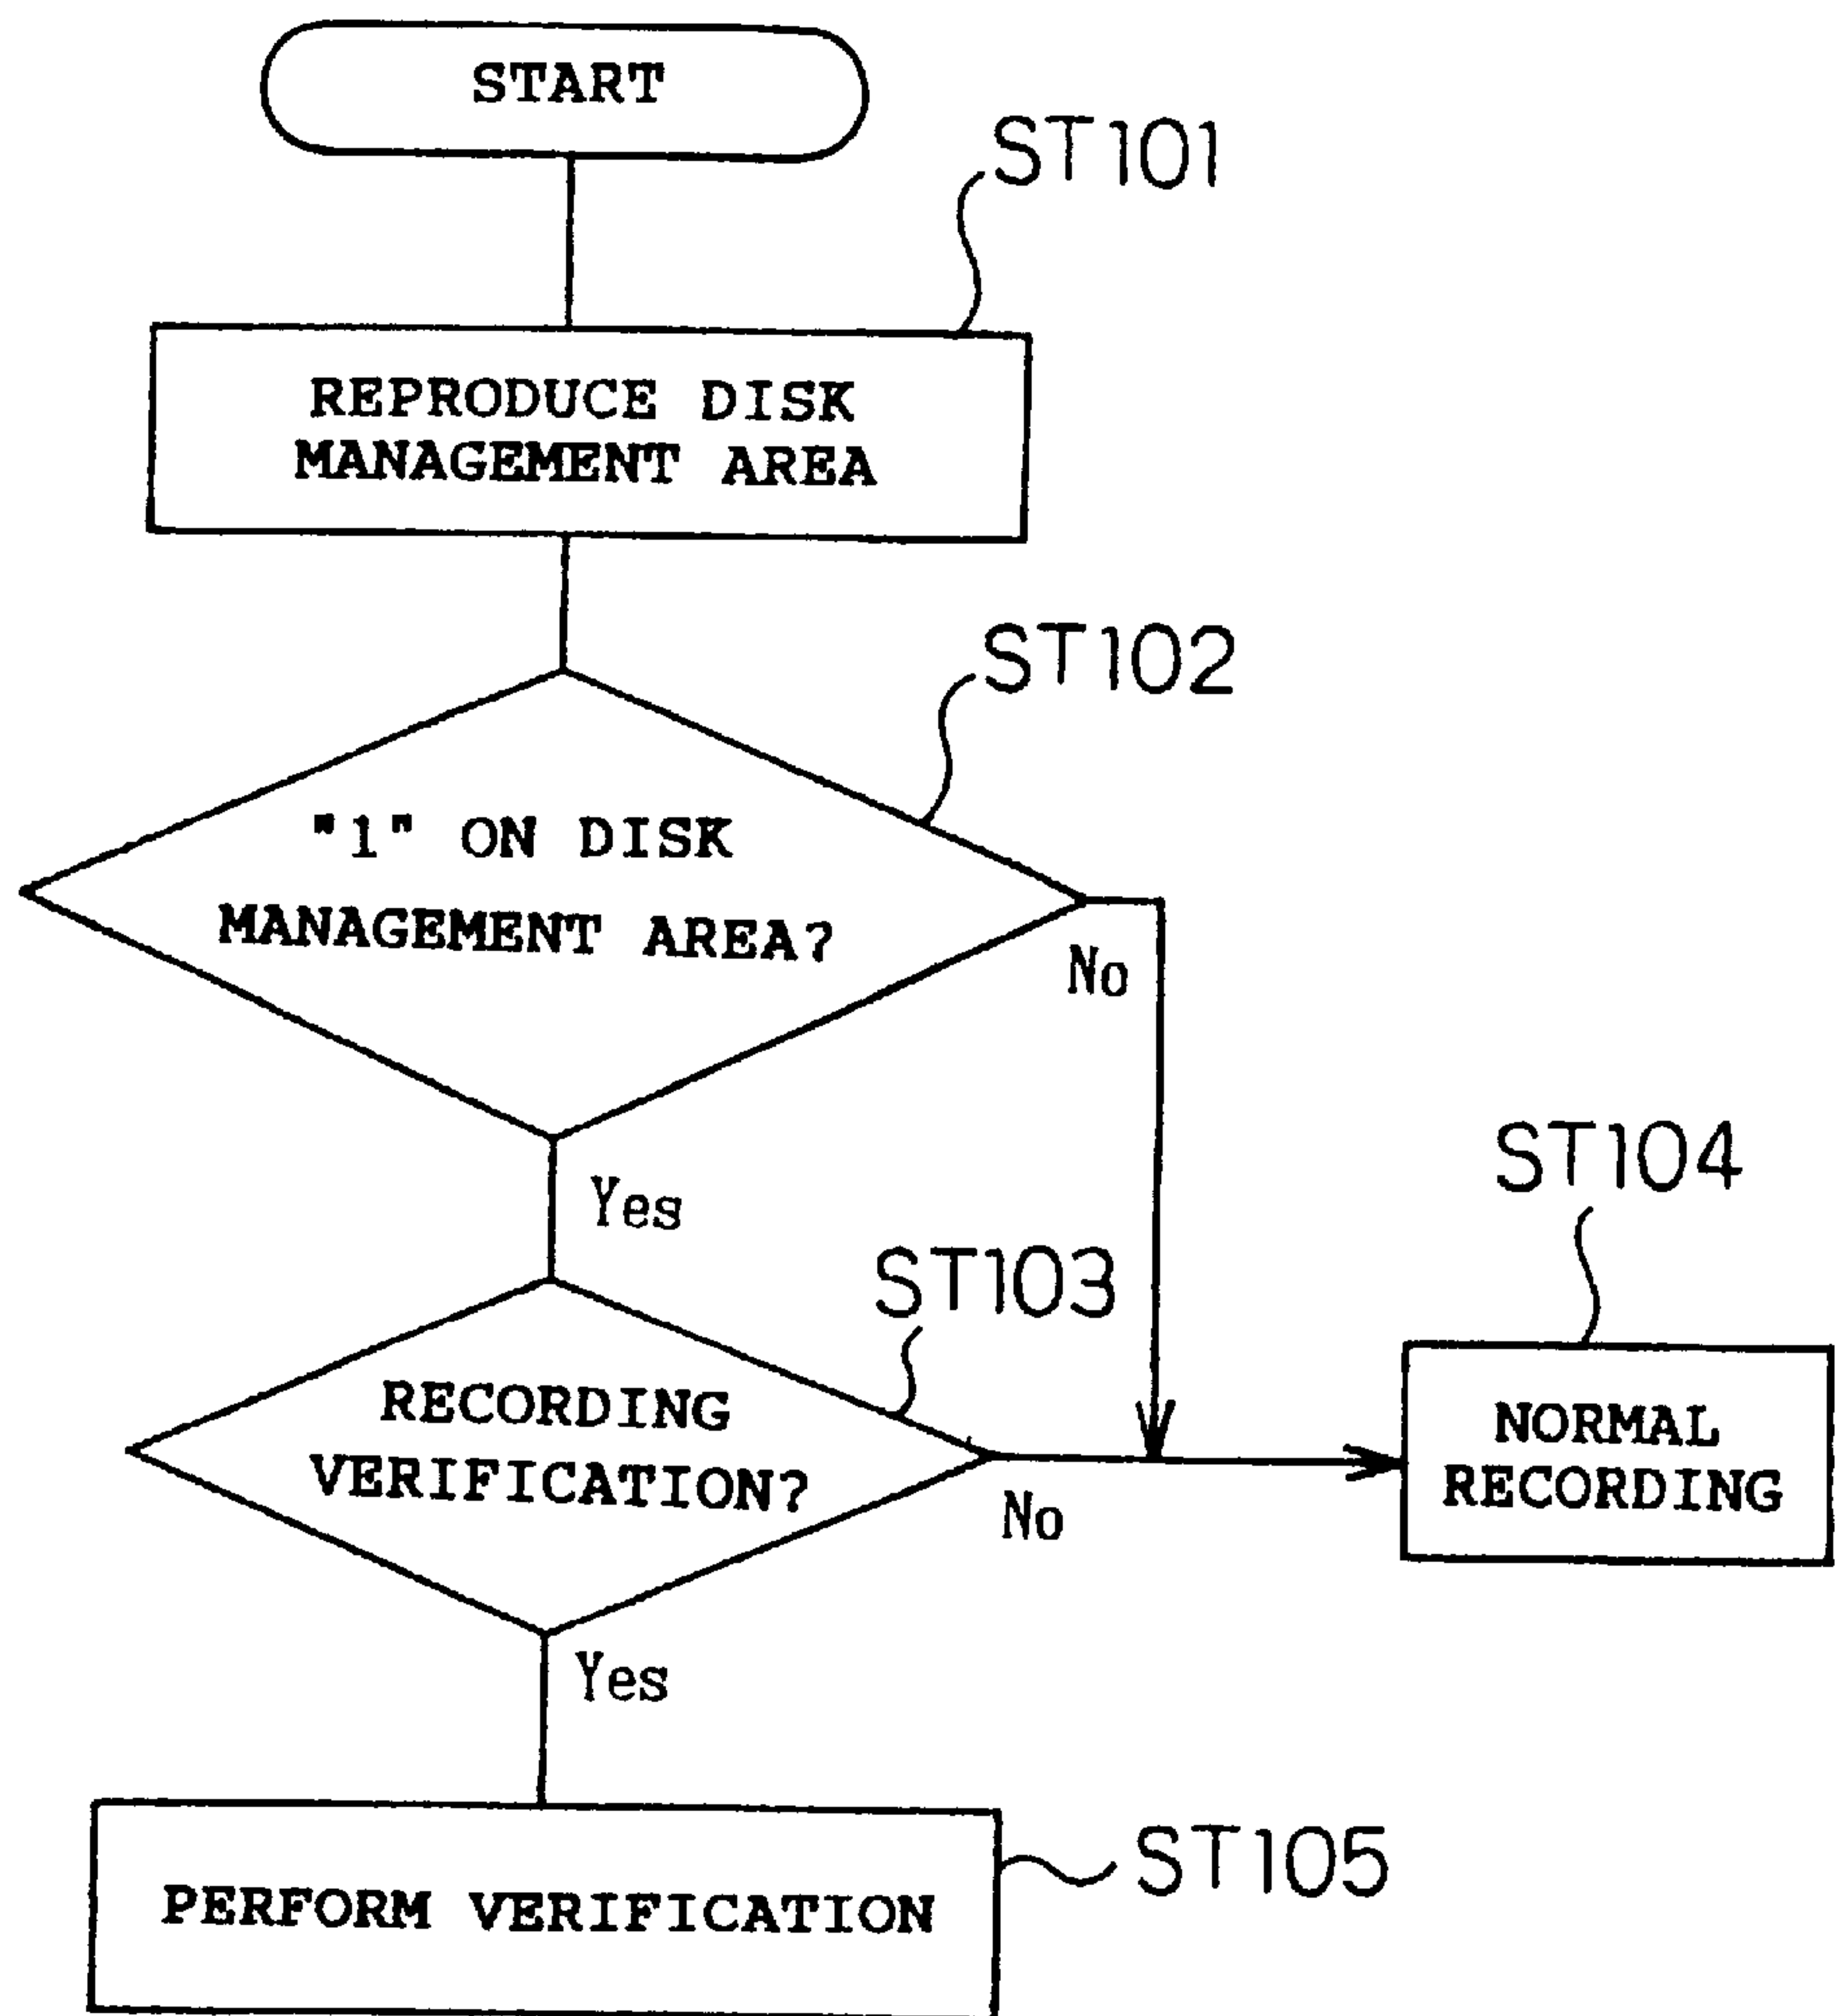 START
ST101
REPRODUCE DISK
MANAGEMENT AREA
ST102
"1" ON DISK
MANAGEMENT AREA?
No
Yes
ST103
ST104
RECORDING
VERIFICATION?
No
NORMAL
RECORDING
Yes
PERFORM VERIFICATION
ST105